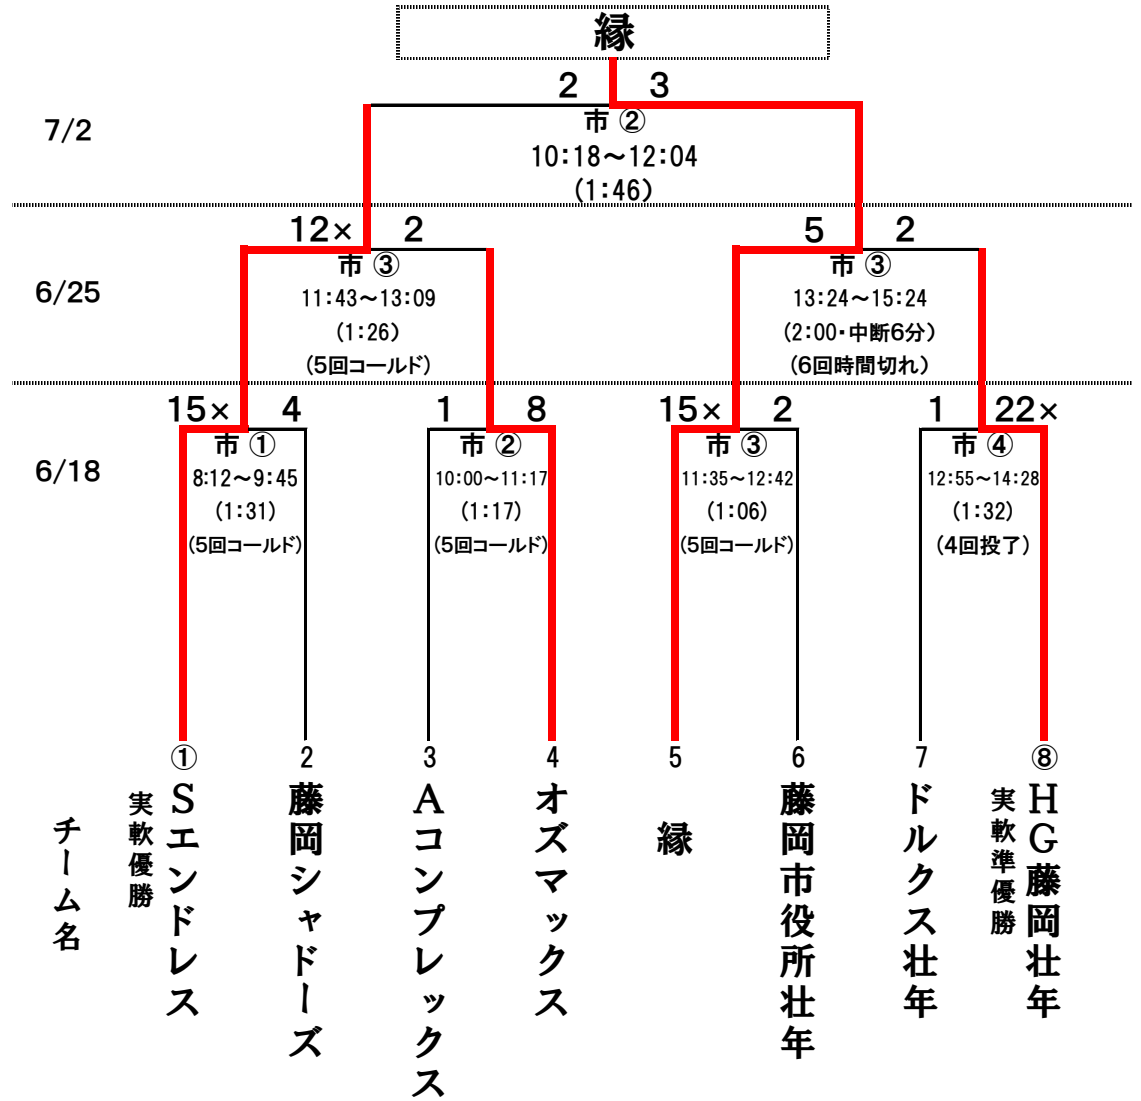 縁
2 3
7/2
市 ②
10:18～12:04
(1:46)
12× 2
5 2
6/25
市 ③
11:43～13:09
(1:26)
(5回コールド)
市 ③
13:24～15:24
(2:00・中断6分)
(6回時間切れ)
15× 4
1 8
15× 2
1 22×
6/18
市 ①
8:12～9:45
(1:31)
(5回コールド)
市 ②
10:00～11:17
(1:17)
(5回コールド)
市 ③
11:35～12:42
(1:06)
(5回コールド)
市 ④
12:55～14:28
(1:32)
(4回投了)
① 2 3 4 5 6 7 ⑧
チーム名
実軟優勝
Sエンドレス
藤岡シャドーズ
Aコンプレックス
オズマックス
縁
藤岡市役所壮年
ドルクス壮年
実軟準優勝
HG藤岡壮年